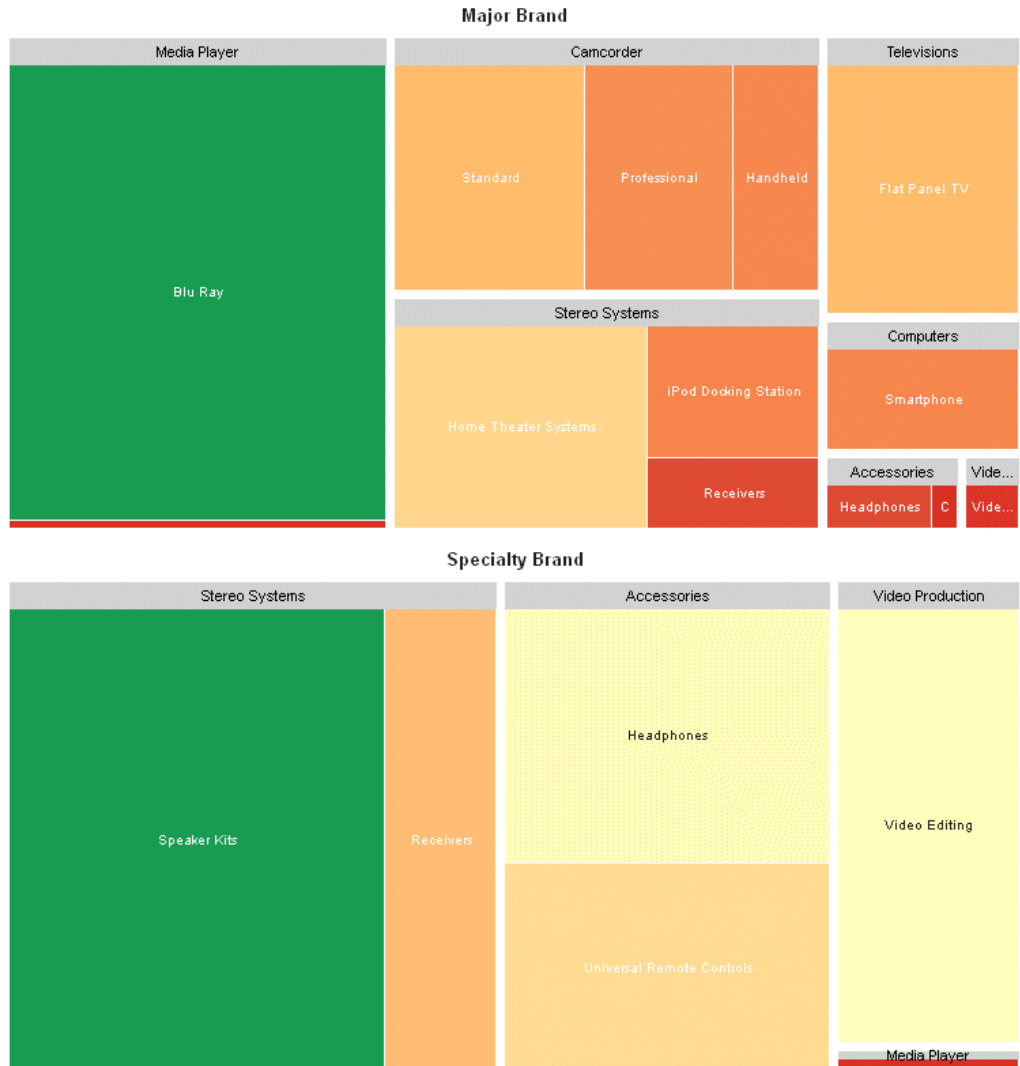 Major Brand
Media Player
Camcorder
Televisions
Blu Ray
Standard
Professional
Handheld
Flat Panel TV
Stereo Systems
Home Theater Systems
iPod Docking Station
Receivers
Computers
Smartphone
Accessories
Vide...
Headphones
C
Vide...
Specialty Brand
Stereo Systems
Accessories
Video Production
Speaker Kits
Receivers
Headphones
Universal Remote Controls
Video Editing
Media Player